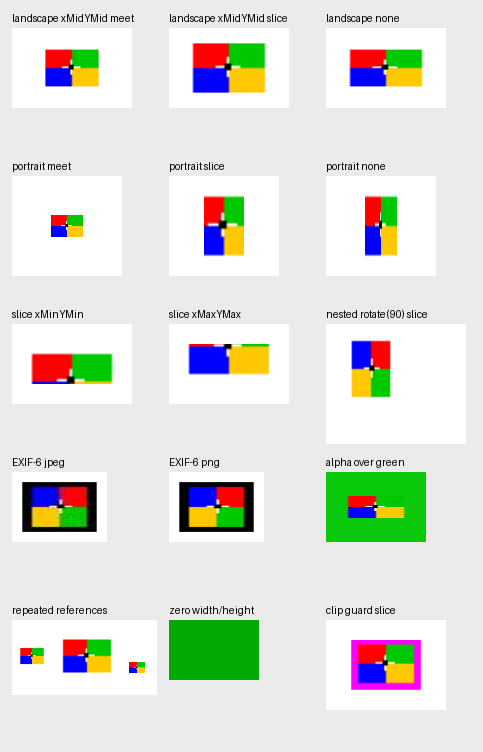 landscape xMidYMid meet
landscape xMidYMid slice
landscape none
portrait meet
portrait slice
portrait none
slice xMinYMin
slice xMaxYMax
nested rotate(90) slice
EXIF-6 jpeg
EXIF-6 png
alpha over green
repeated references
zero width/height
clip guard slice